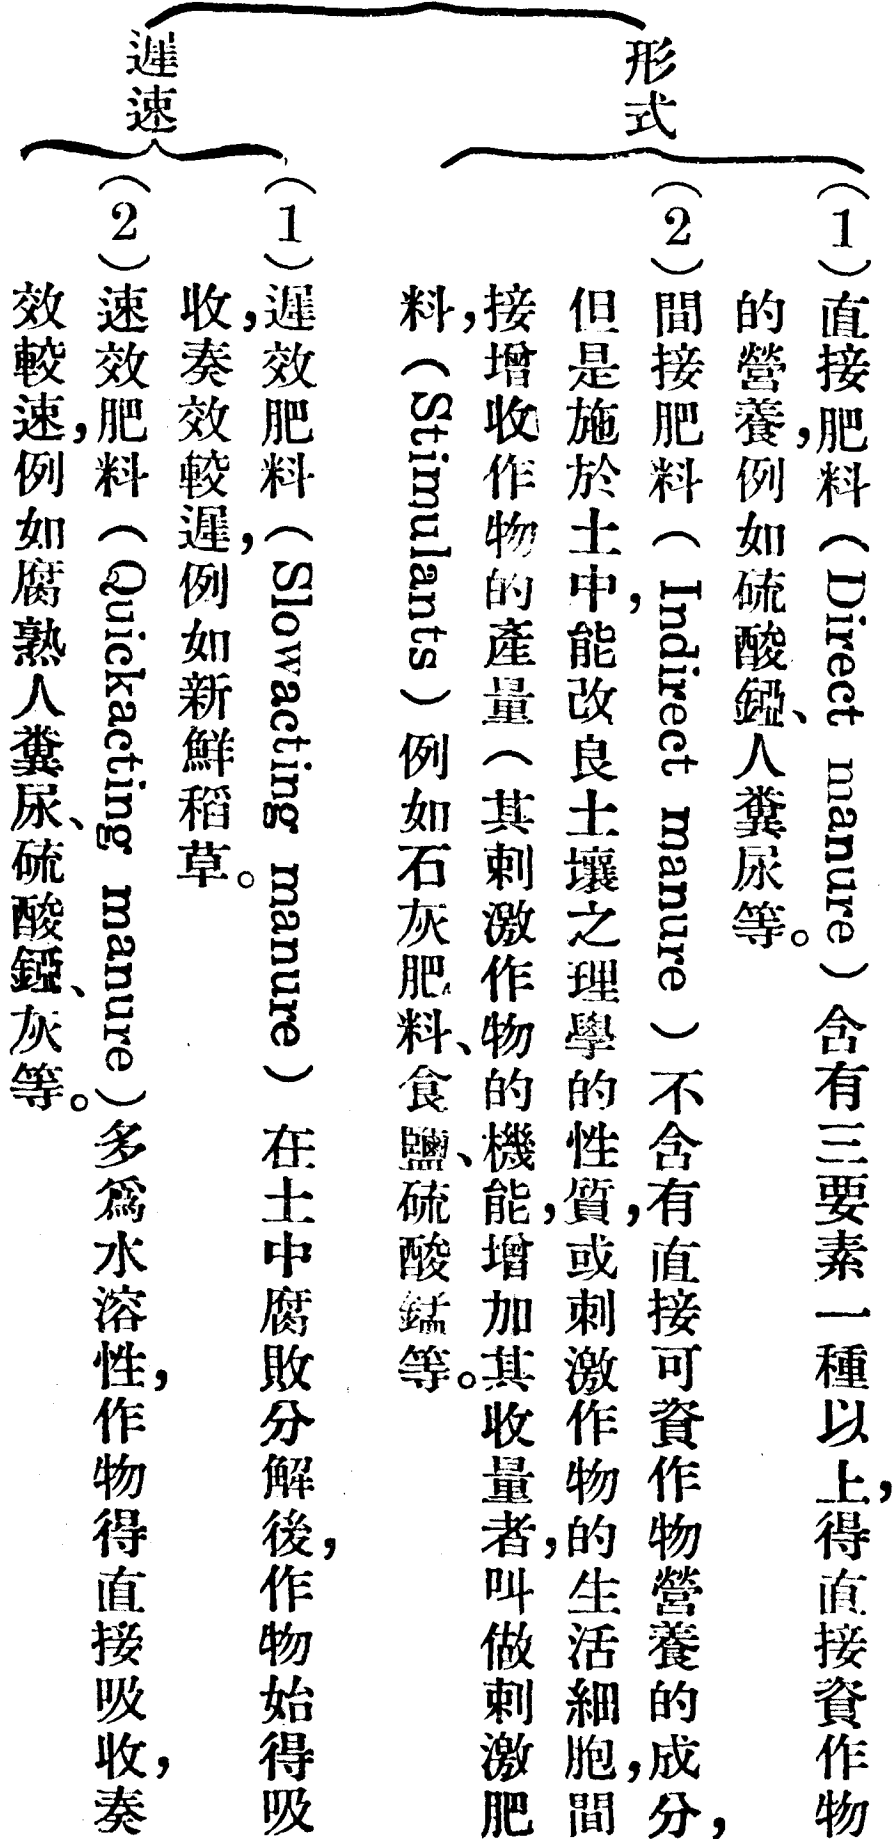 形式
(1)直接肥料(Direct manure)含有三要素一種以上,得直接資作物
的營養,例如硫酸錏、人糞尿等。
(2)間接肥料(Indirect manure)不含有直接可資作物營養的成分,
但是施於土中,能改良土壤之理學的性質,或刺激作物的生活細胞,間
接增收作物的產量(其刺激作物的機能,增加其收量者,叫做刺激肥
料,(Stimulants)例如石灰肥料、食鹽、硫酸錳等。
遲速
(1)遲效肥料(Slowacting manure)在土中腐敗分解後,作物始得吸
收,奏效較遲,例如新鮮稻草。
(2)速效肥料(Quickacting manure)多爲水溶性,作物得直接吸收,奏
效較速,例如腐熟人糞尿、硫酸錏、灰等。